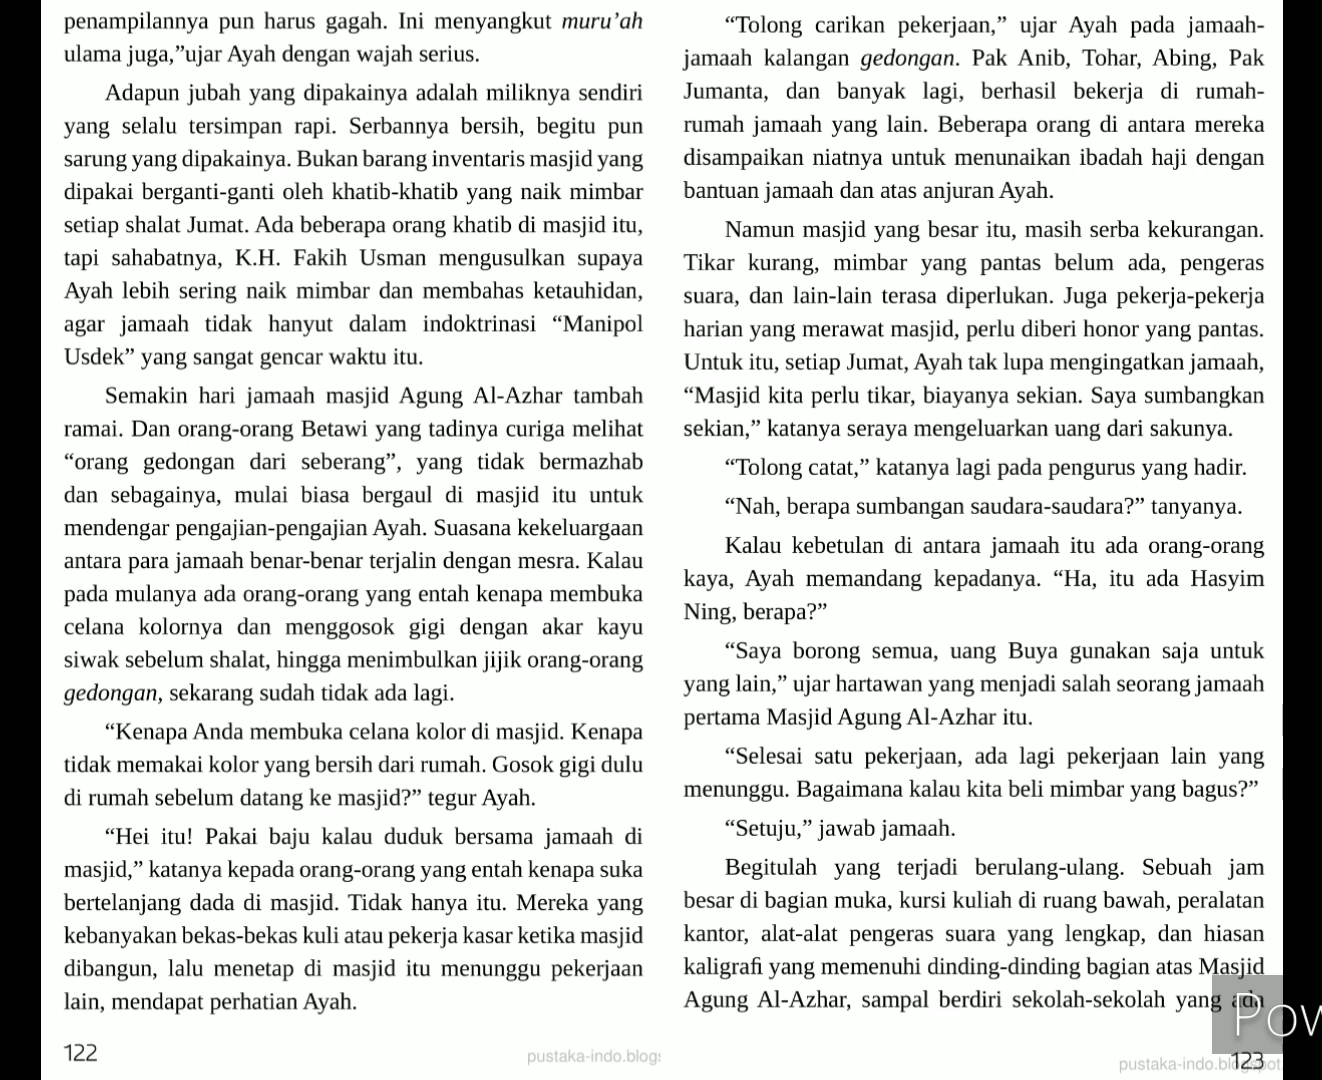 penampilannya pun harus gagah. Ini menyangkut muru’ah
ulama juga,”ujar Ayah dengan wajah serius.
Adapun jubah yang dipakainya adalah miliknya sendiri
yang selalu tersimpan rapi. Serbannya bersih, begitu pun
sarung yang dipakainya. Bukan barang inventaris masjid yang
dipakai berganti-ganti oleh khatib-khatib yang naik mimbar
setiap shalat Jumat. Ada beberapa orang khatib di masjid itu,
tapi sahabatnya, K.H. Fakih Usman mengusulkan supaya
Ayah lebih sering naik mimbar dan membahas ketauhidan,
agar jamaah tidak hanyut dalam indoktrinasi “Manipol
Usdek” yang sangat gencar waktu itu.
Semakin hari jamaah masjid Agung Al-Azhar tambah
ramai. Dan orang-orang Betawi yang tadinya curiga melihat
“orang gedongan dari seberang”, yang tidak bermazhab
dan sebagainya, mulai biasa bergaul di masjid itu untuk
mendengar pengajian-pengajian Ayah. Suasana kekeluargaan
antara para jamaah benar-benar terjalin dengan mesra. Kalau
pada mulanya ada orang-orang yang entah kenapa membuka
celana kolornya dan menggosok gigi dengan akar kayu
siwak sebelum shalat, hingga menimbulkan jijik orang-orang
gedongan, sekarang sudah tidak ada lagi.
“Kenapa Anda membuka celana kolor di masjid. Kenapa
tidak memakai kolor yang bersih dari rumah. Gosok gigi dulu
di rumah sebelum datang ke masjid?” tegur Ayah.
“Hei itu! Pakai baju kalau duduk bersama jamaah di
masjid,” katanya kepada orang-orang yang entah kenapa suka
bertelanjang dada di masjid. Tidak hanya itu. Mereka yang
kebanyakan bekas-bekas kuli atau pekerja kasar ketika masjid
dibangun, lalu menetap di masjid itu menunggu pekerjaan
lain, mendapat perhatian Ayah.
122
pustaka-indo.blogs
“Tolong carikan pekerjaan,” ujar Ayah pada jamaah-
jamaah kalangan gedongan. Pak Anib, Tohar, Abing, Pak
Jumanta, dan banyak lagi, berhasil bekerja di rumah-
rumah jamaah yang lain. Beberapa orang di antara mereka
disampaikan niatnya untuk menunaikan ibadah haji dengan
bantuan jamaah dan atas anjuran Ayah.
Namun masjid yang besar itu, masih serba kekurangan.
Tikar kurang, mimbar yang pantas belum ada, pengeras
suara, dan lain-lain terasa diperlukan. Juga pekerja-pekerja
harian yang merawat masjid, perlu diberi honor yang pantas.
Untuk itu, setiap Jumat, Ayah tak lupa mengingatkan jamaah,
“Masjid kita perlu tikar, biayanya sekian. Saya sumbangkan
sekian,” katanya seraya mengeluarkan uang dari sakunya.
“Tolong catat,” katanya lagi pada pengurus yang hadir.
“Nah, berapa sumbangan saudara-saudara?” tanyanya.
Kalau kebetulan di antara jamaah itu ada orang-orang
kaya, Ayah memandang kepadanya. “Ha, itu ada Hasyim
Ning, berapa?”
“Saya borong semua, uang Buya gunakan saja untuk
yang lain,” ujar hartawan yang menjadi salah seorang jamaah
pertama Masjid Agung Al-Azhar itu.
“Selesai satu pekerjaan, ada lagi pekerjaan lain yang
menunggu. Bagaimana kalau kita beli mimbar yang bagus?”
“Setuju,” jawab jamaah.
Begitulah yang terjadi berulang-ulang. Sebuah jam
besar di bagian muka, kursi kuliah di ruang bawah, peralatan
kantor, alat-alat pengeras suara yang lengkap, dan hiasan
kaligrafi yang memenuhi dinding-dinding bagian atas Masjid
Agung Al-Azhar, sampal berdiri sekolah-sekolah yang ada
Pow
123
pustaka-indo.blogspot